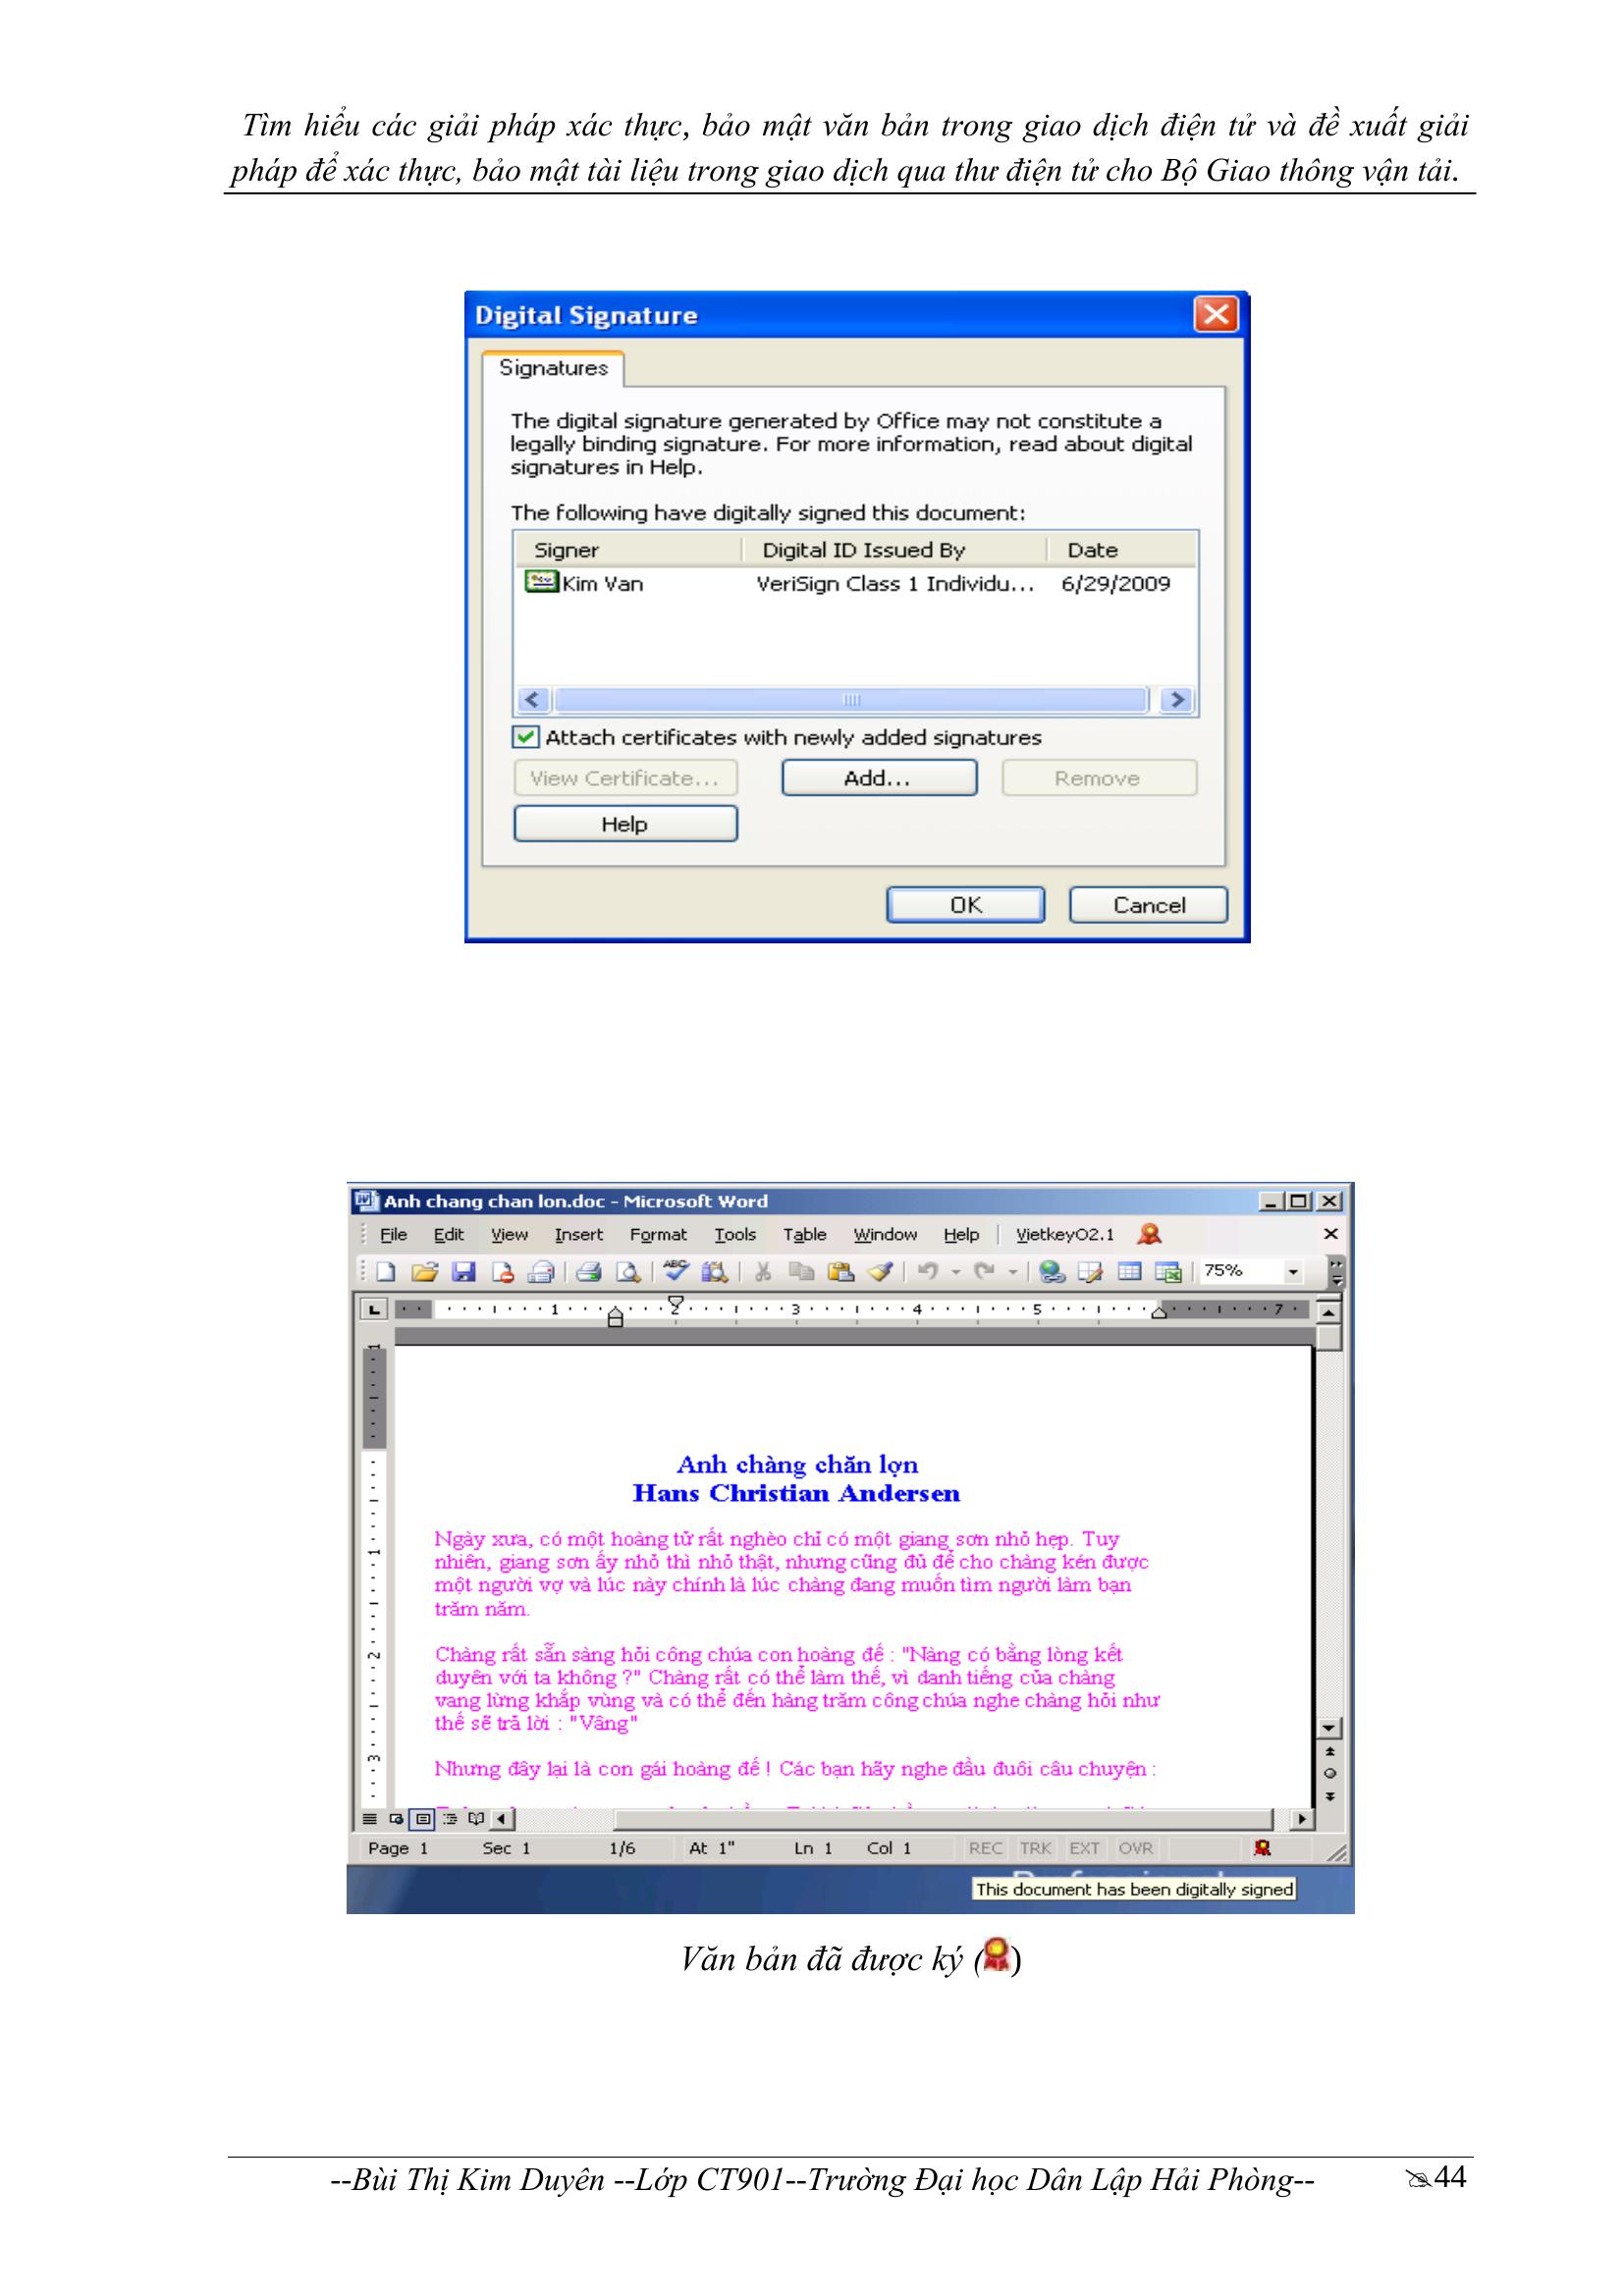 Tìm hiểu các giải pháp xác thực, bảo mật văn bản trong giao dịch điện tử và đề xuất giải
pháp để xác thực, bảo mật tài liệu trong giao dịch qua thư điện tử cho Bộ Giao thông vận tải.
Digital Signature
Signatures
The digital signature generated by Office may not constitute a
legally binding signature. For more information, read about digital
signatures in Help.
The following have digitally signed this document:
Signer Digital ID Issued By Date
Kim Van VeriSign Class 1 Individu... 6/29/2009
Attach certificates with newly added signatures
View Certificate... Add... Remove
Help
OK Cancel
Anh chang chan lon.doc - Microsoft Word
File Edit View Insert Format Tools Table Window Help VietkeyO2.1
ABC 75%
1 2 3 4 5 7
Anh chàng chăn lợn
Hans Christian Andersen
Ngày xưa, có một hoàng tử rất nghèo chỉ có một giang sơn nhỏ hẹp. Tuy
nhiên, giang sơn ấy nhỏ thì nhỏ thật, nhưng cũng đủ để cho chàng kén được
một người vợ và lúc này chính là lúc chàng đang muốn tìm người làm bạn
trăm năm.
Chàng rất sẵn sàng hỏi công chúa con hoàng đế : "Nàng có bằng lòng kết
duyên với ta không ?" Chàng rất có thể làm thế, vì danh tiếng của chàng
vang lừng khắp vùng và có thể đến hàng trăm công chúa nghe chàng hỏi như
thế sẽ trả lời : "Vâng"
Nhưng đây lại là con gái hoàng đế ! Các bạn hãy nghe đầu đuôi câu chuyện :
1
1
2
3
Page 1 Sec 1 1/6 At 1" Ln 1 Col 1 REC TRK EXT OVR
This document has been digitally signed
Văn bản đã được ký ()
--Bùi Thị Kim Duyên --Lớp CT901--Trường Đại học Dân Lập Hải Phòng-- 44